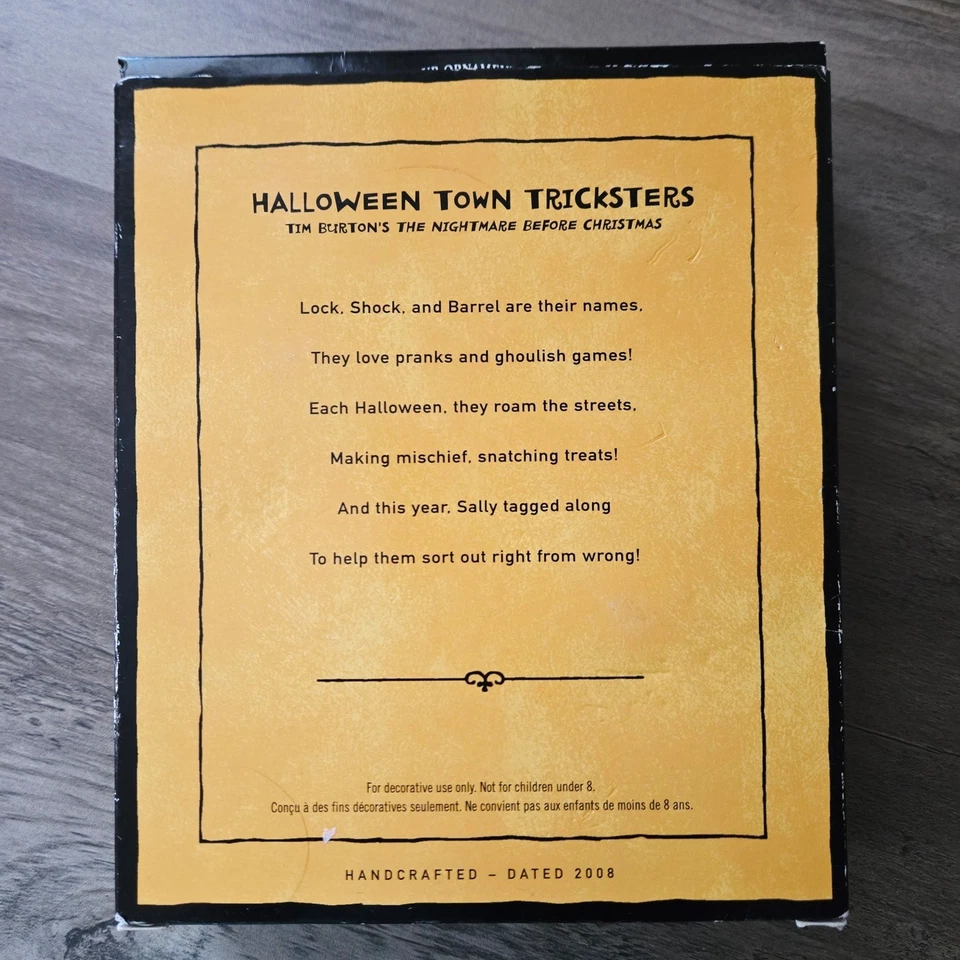 HALLOWEEN TOWN TRICKSTERS
TIM BURTON'S THE NIGHTMARE BEFORE CHRISTMAS
Lock, Shock, and Barrel are their names,
They love pranks and ghoulish games!
Each Halloween, they roam the streets,
Making mischief, snatching treats!
And this year, Sally tagged along
To help them sort out right from wrong!
For decorative use only. Not for children under 8.
Conçu à des fins décoratives seulement. Ne convient pas aux enfants de moins de 8 ans.
HANDCRAFTED – DATED 2008